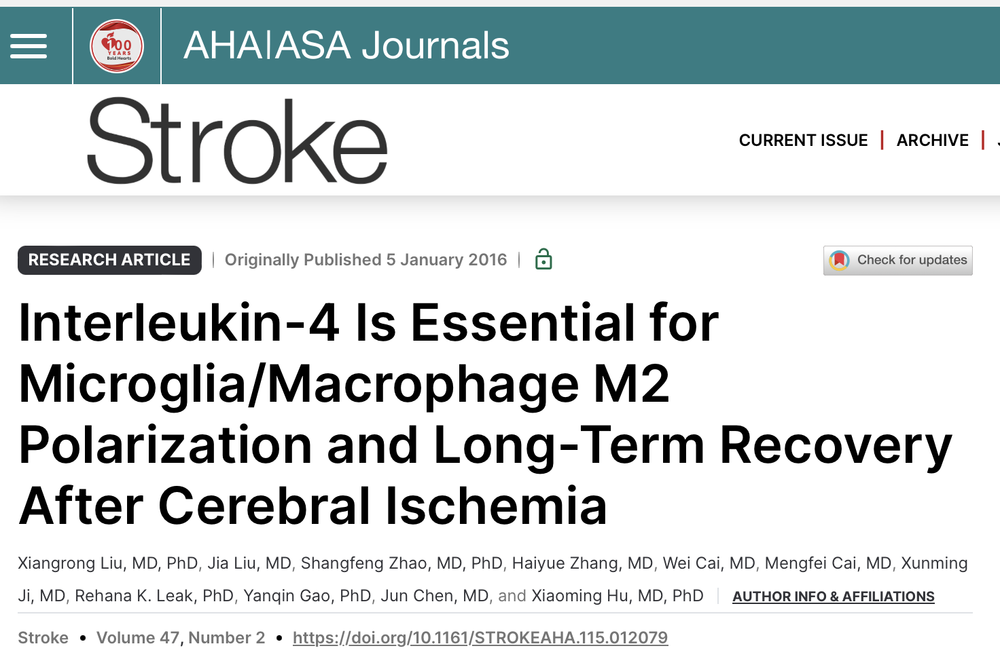 100
YEARS
Bold Hearts
AHA|ASA Journals
Stroke
CURRENT ISSUE | ARCHIVE |
RESEARCH ARTICLE | Originally Published 5 January 2016 |
Check for updates
Interleukin-4 Is Essential for
Microglia/Macrophage M2
Polarization and Long-Term Recovery
After Cerebral Ischemia
Xiangrong Liu, MD, PhD, Jia Liu, MD, Shangfeng Zhao, MD, PhD, Haiyue Zhang, MD, Wei Cai, MD, Mengfei Cai, MD, Xunming
Ji, MD, Rehana K. Leak, PhD, Yanqin Gao, PhD, Jun Chen, MD, and Xiaoming Hu, MD, PhD | AUTHOR INFO & AFFILIATIONS
Stroke • Volume 47, Number 2 • https://doi.org/10.1161/STROKEAHA.115.012079